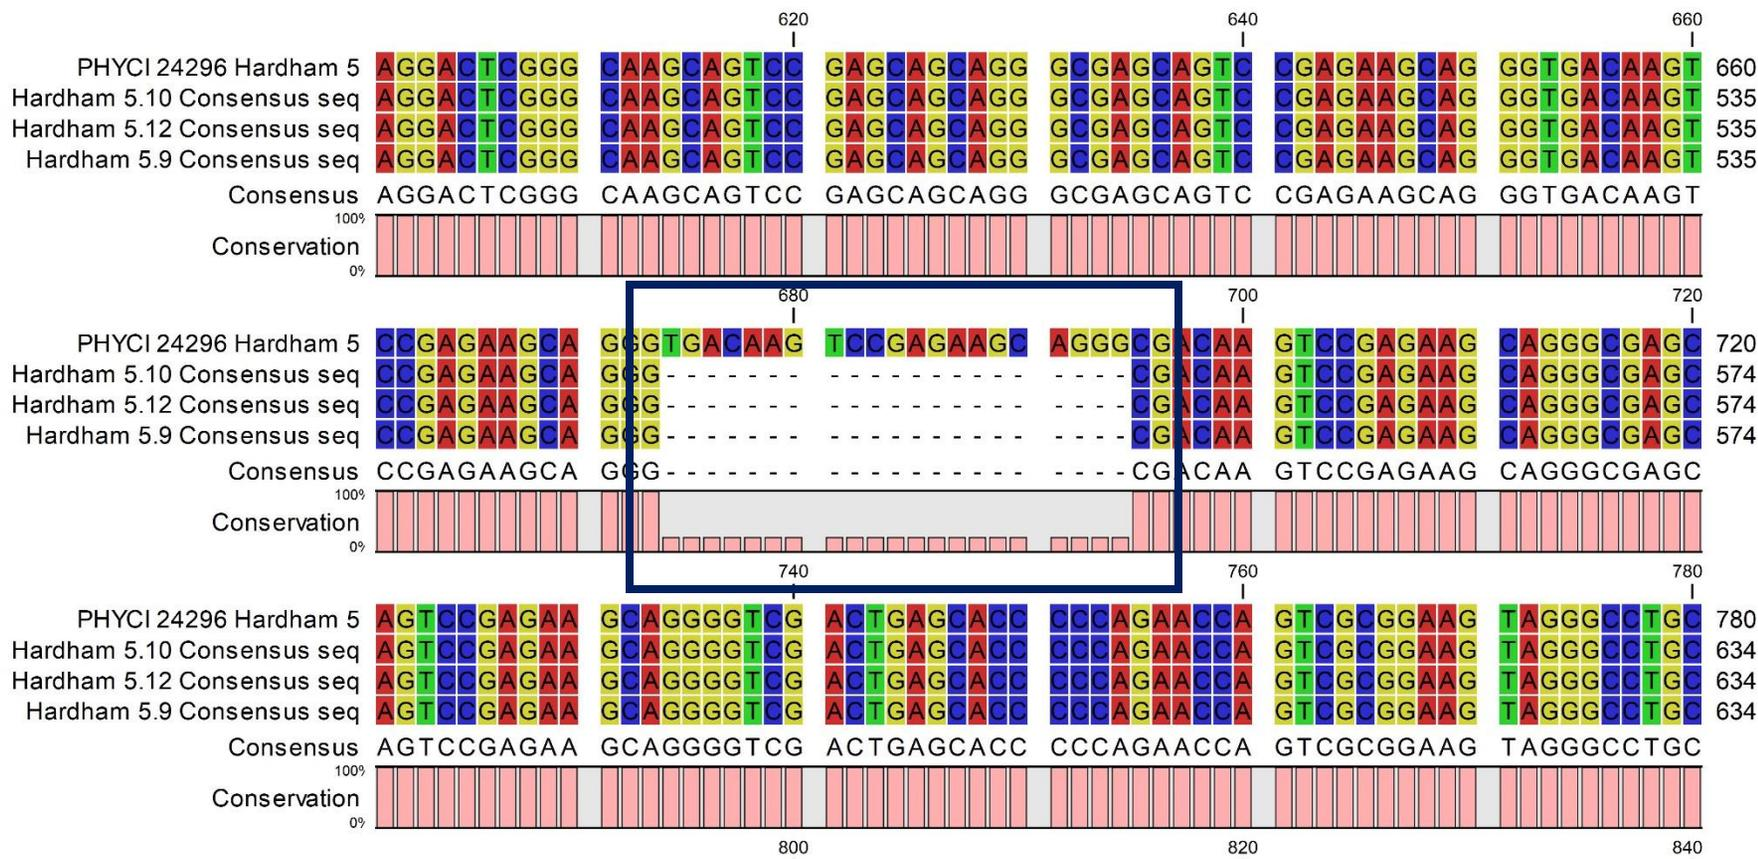 620 640 660
PHYCI 24296 Hardham 5 AGGACTCGGG CAAGCAGTCC GAGCAGCAGG GCGAGCAGTC CGAGAAGCAG GGTGACAAGT 660
Hardham 5.10 Consensus seq AGGACTCGGG CAAGCAGTCC GAGCAGCAGG GCGAGCAGTC CGAGAAGCAG GGTGACAAGT 535
Hardham 5.12 Consensus seq AGGACTCGGG CAAGCAGTCC GAGCAGCAGG GCGAGCAGTC CGAGAAGCAG GGTGACAAGT 535
Hardham 5.9 Consensus seq AGGACTCGGG CAAGCAGTCC GAGCAGCAGG GCGAGCAGTC CGAGAAGCAG GGTGACAAGT 535
Consensus AGGACTCGGG CAAGCAGTCC GAGCAGCAGG GCGAGCAGTC CGAGAAGCAG GGTGACAAGT
100%
Conservation
0%
680 700 720
PHYCI 24296 Hardham 5 CCGAGAAGCA GGGTGACAAG TCCGAGAAGC AGGGCGACAA GTCCGAGAAG CAGGGCGAGC 720
Hardham 5.10 Consensus seq CCGAGAAGCA GGG------- ---------- ----CGACAA GTCCGAGAAG CAGGGCGAGC 574
Hardham 5.12 Consensus seq CCGAGAAGCA GGG------- ---------- ----CGACAA GTCCGAGAAG CAGGGCGAGC 574
Hardham 5.9 Consensus seq CCGAGAAGCA GGG------- ---------- ----CGACAA GTCCGAGAAG CAGGGCGAGC 574
Consensus CCGAGAAGCA GGG------- ---------- ----CGACAA GTCCGAGAAG CAGGGCGAGC
100%
Conservation
0%
740 760 780
PHYCI 24296 Hardham 5 AGTCCGAGAA GCAGGGGTCG ACTGAGCACC CCCAGAACCA GTCGCGGAAG TAGGGCCTGC 780
Hardham 5.10 Consensus seq AGTCCGAGAA GCAGGGGTCG ACTGAGCACC CCCAGAACCA GTCGCGGAAG TAGGGCCTGC 634
Hardham 5.12 Consensus seq AGTCCGAGAA GCAGGGGTCG ACTGAGCACC CCCAGAACCA GTCGCGGAAG TAGGGCCTGC 634
Hardham 5.9 Consensus seq AGTCCGAGAA GCAGGGGTCG ACTGAGCACC CCCAGAACCA GTCGCGGAAG TAGGGCCTGC 634
Consensus AGTCCGAGAA GCAGGGGTCG ACTGAGCACC CCCAGAACCA GTCGCGGAAG TAGGGCCTGC
100%
Conservation
0%
800 820 840